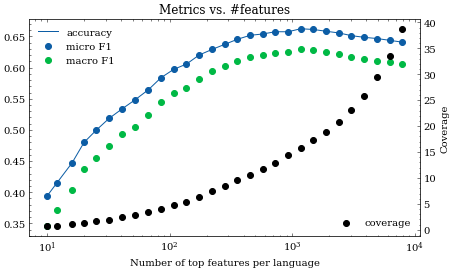 Metrics vs. #features
accuracy
micro F1
macro F1
coverage
0.65
0.60
0.55
0.50
0.45
0.40
0.35
40
35
30
25
20
15
10
5
0
Coverage
10¹
10²
10³
10⁴
Number of top features per language